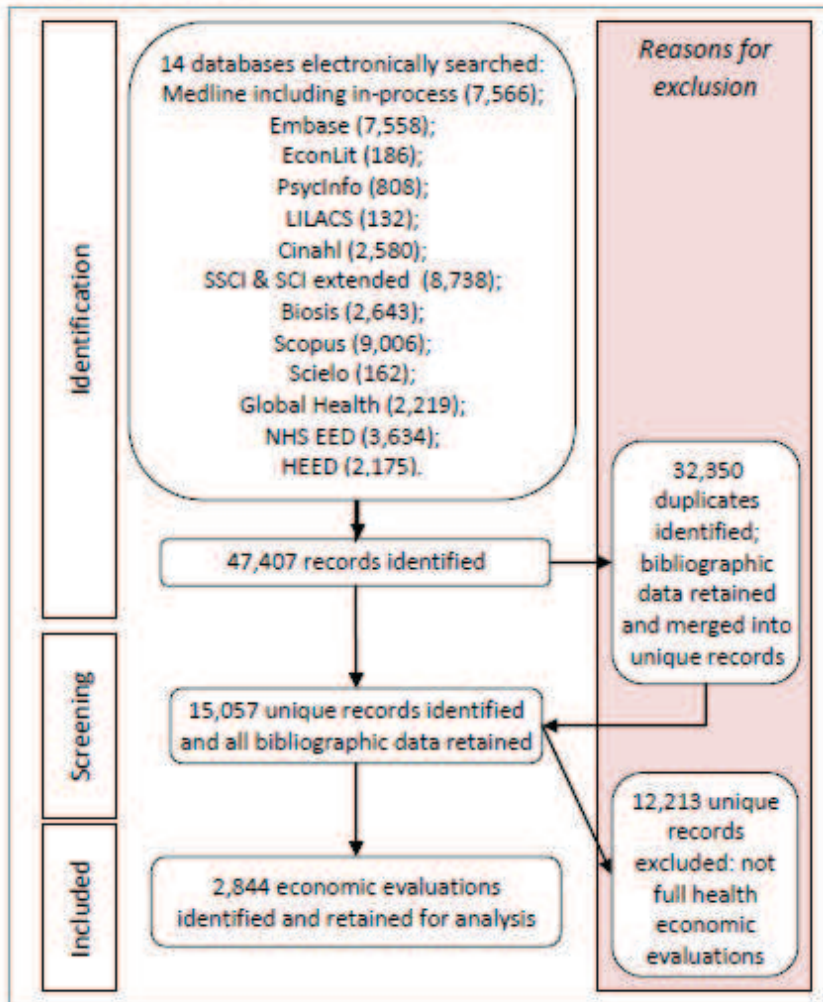 14 databases electronically searched:
Medline including in-process (7,566);
Embase (7,558);
EconLit (186);
PsycInfo (808);
LILACS (132);
Cinahl (2,580);
SSCI & SCI extended (8,738);
Biosis (2,643);
Scopus (9,006);
Scielo (162);
Global Health (2,219);
NHS EED (3,634);
HEED (2,175).
Reasons for
exclusion
Identification
47,407 records identified
32,350
duplicates
identified;
bibliographic
data retained
and merged into
unique records
Screening
15,057 unique records identified
and all bibliographic data retained
12,213 unique
records
excluded: not
full health
economic
evaluations
Included
2,844 economic evaluations
identified and retained for analysis